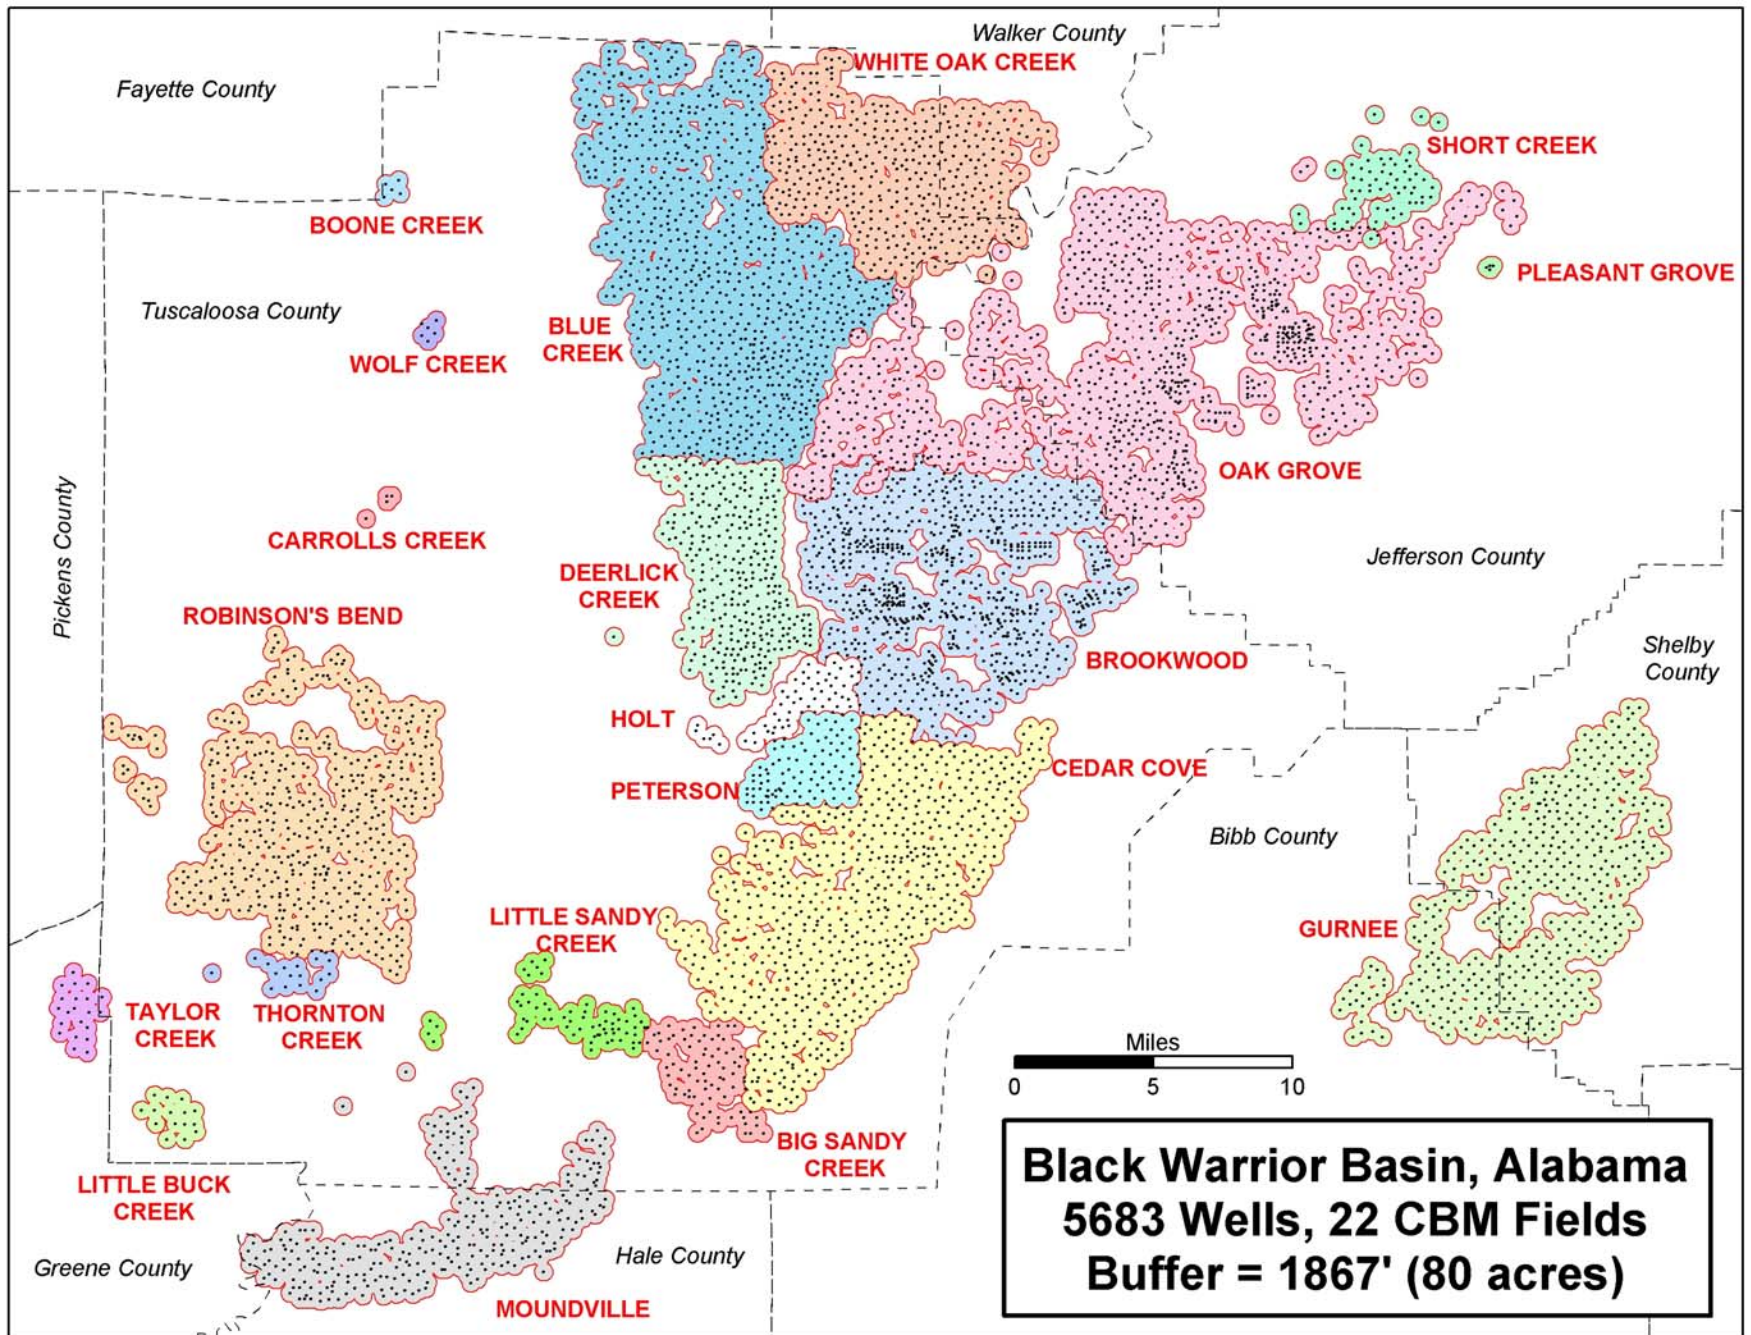 Walker County
WHITE OAK CREEK
Fayette County
SHORT CREEK
BOONE CREEK
PLEASANT GROVE
Tuscaloosa County
BLUE
CREEK
WOLF CREEK
OAK GROVE
Pickens County
CARROLLS CREEK
Jefferson County
DEERLICK
CREEK
ROBINSON'S BEND
Shelby
County
BROOKWOOD
HOLT
CEDAR COVE
PETERSON
Bibb County
LITTLE SANDY
CREEK
GURNEE
TAYLOR
CREEK
THORNTON
CREEK
Miles
0 5 10
BIG SANDY
CREEK
LITTLE BUCK
CREEK
Greene County
Hale County
MOUNDVILLE
Black Warrior Basin, Alabama
5683 Wells, 22 CBM Fields
Buffer = 1867' (80 acres)